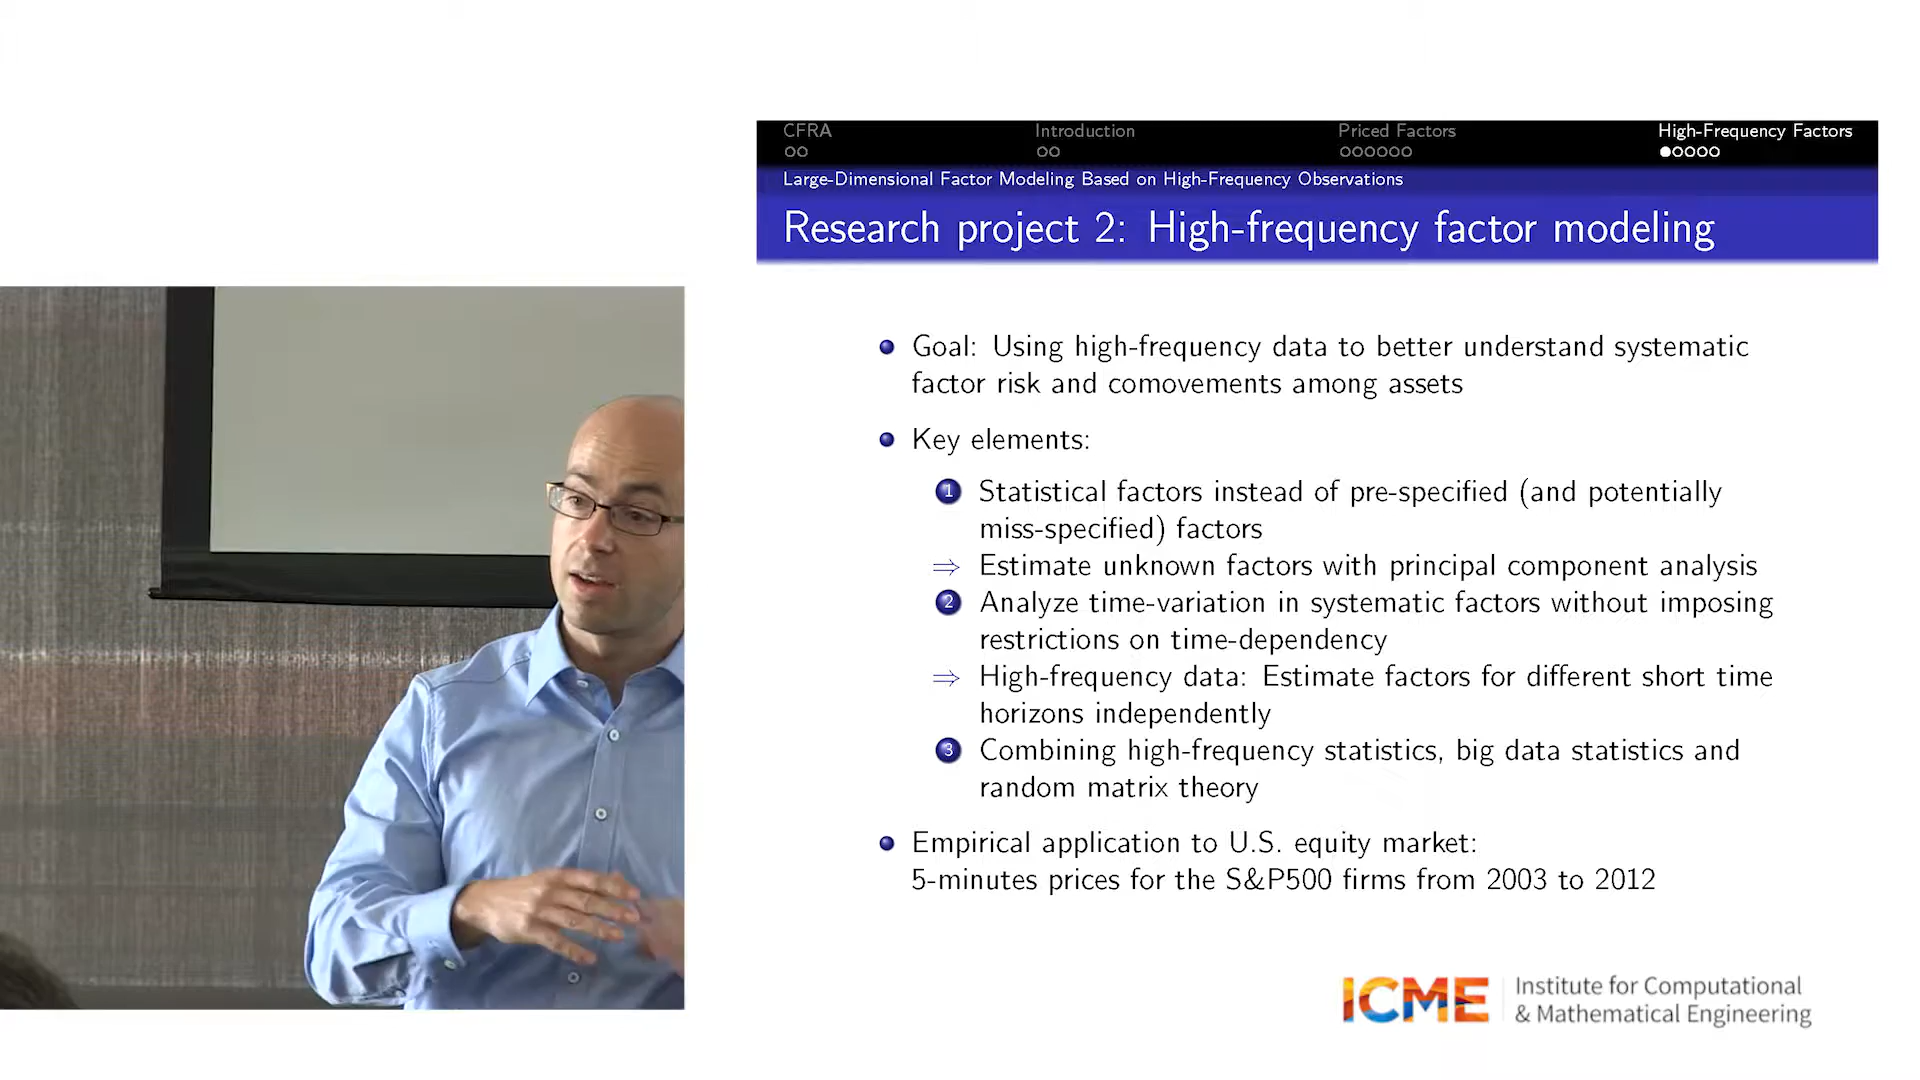 CFRA
Introduction
Priced Factors
High-Frequency Factors
Large-Dimensional Factor Modeling Based on High-Frequency Observations
Research project 2: High-frequency factor modeling
Goal: Using high-frequency data to better understand systematic
factor risk and comovements among assets
Key elements:
1 Statistical factors instead of pre-specified (and potentially
miss-specified) factors
⇒ Estimate unknown factors with principal component analysis
2 Analyze time-variation in systematic factors without imposing
restrictions on time-dependency
⇒ High-frequency data: Estimate factors for different short time
horizons independently
3 Combining high-frequency statistics, big data statistics and
random matrix theory
Empirical application to U.S. equity market:
5-minutes prices for the S&P500 firms from 2003 to 2012
ICME
Institute for Computational
& Mathematical Engineering